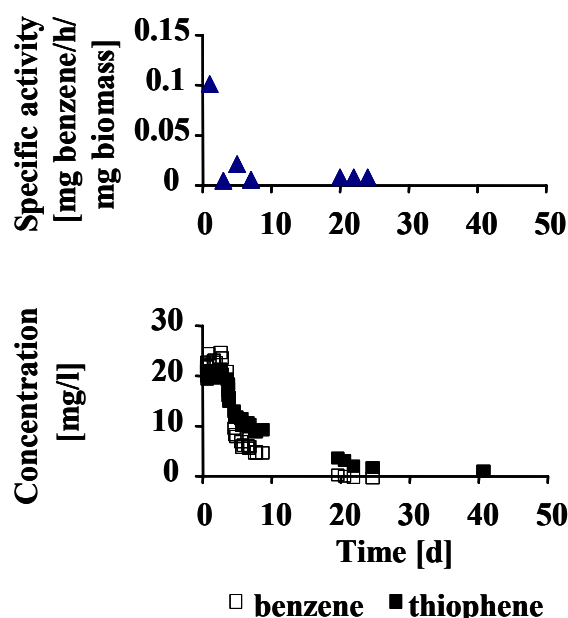 Specific activity
[mg benzene/h/
mg biomass]
0.15
0.1
0.05
0
0 10 20 30 40 50
Concentration
[mg/l]
30
20
10
0
0 10 20 30 40 50
Time [d]
□ benzene ■ thiophene